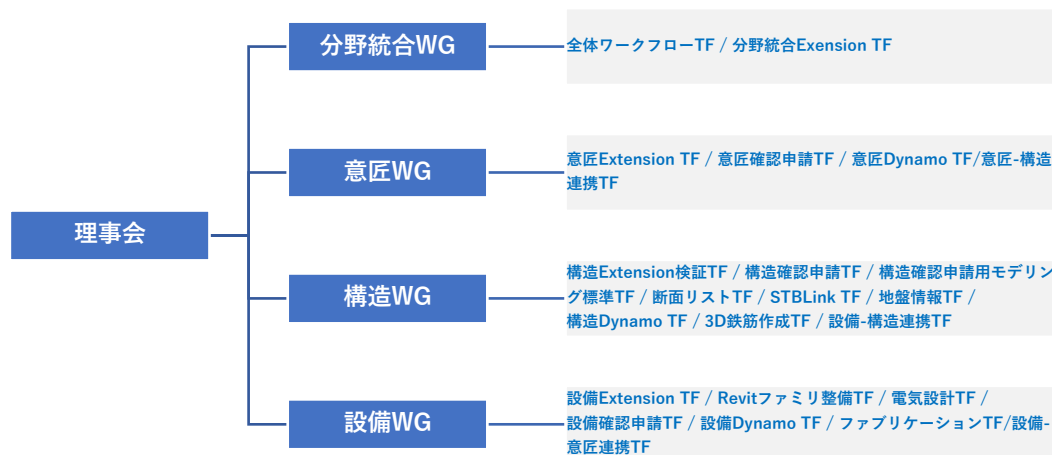 分野統合WG
全体ワークフローTF / 分野統合Exension TF
意匠WG
意匠Extension TF / 意匠確認申請TF / 意匠Dynamo TF/意匠-構造
連携TF
理事会
構造WG
構造Extension検証TF / 構造確認申請TF / 構造確認申請用モデリン
グ標準TF / 断面リストTF / STBLink TF / 地盤情報TF /
構造Dynamo TF / 3D鉄筋作成TF / 設備-構造連携TF
設備WG
設備Extension TF / Revitファミリ整備TF / 電気設計TF /
設備確認申請TF / 設備Dynamo TF / ファブリケーションTF/設備-
意匠連携TF